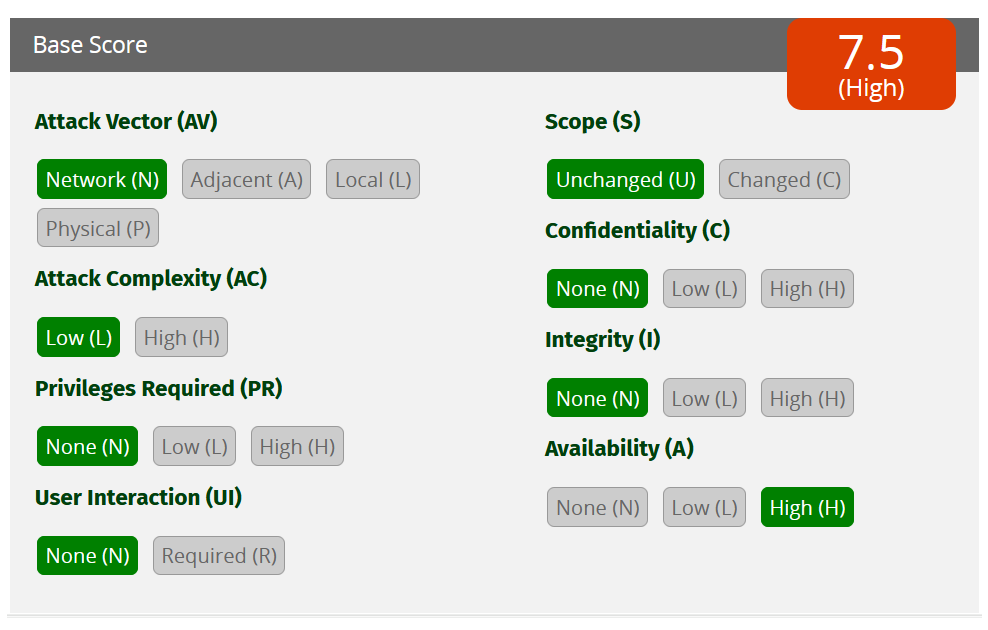 Base Score
7.5
(High)
Attack Vector (AV)
Network (N) Adjacent (A) Local (L)
Physical (P)
Attack Complexity (AC)
Low (L) High (H)
Privileges Required (PR)
None (N) Low (L) High (H)
User Interaction (UI)
None (N) Required (R)
Scope (S)
Unchanged (U) Changed (C)
Confidentiality (C)
None (N) Low (L) High (H)
Integrity (I)
None (N) Low (L) High (H)
Availability (A)
None (N) Low (L) High (H)